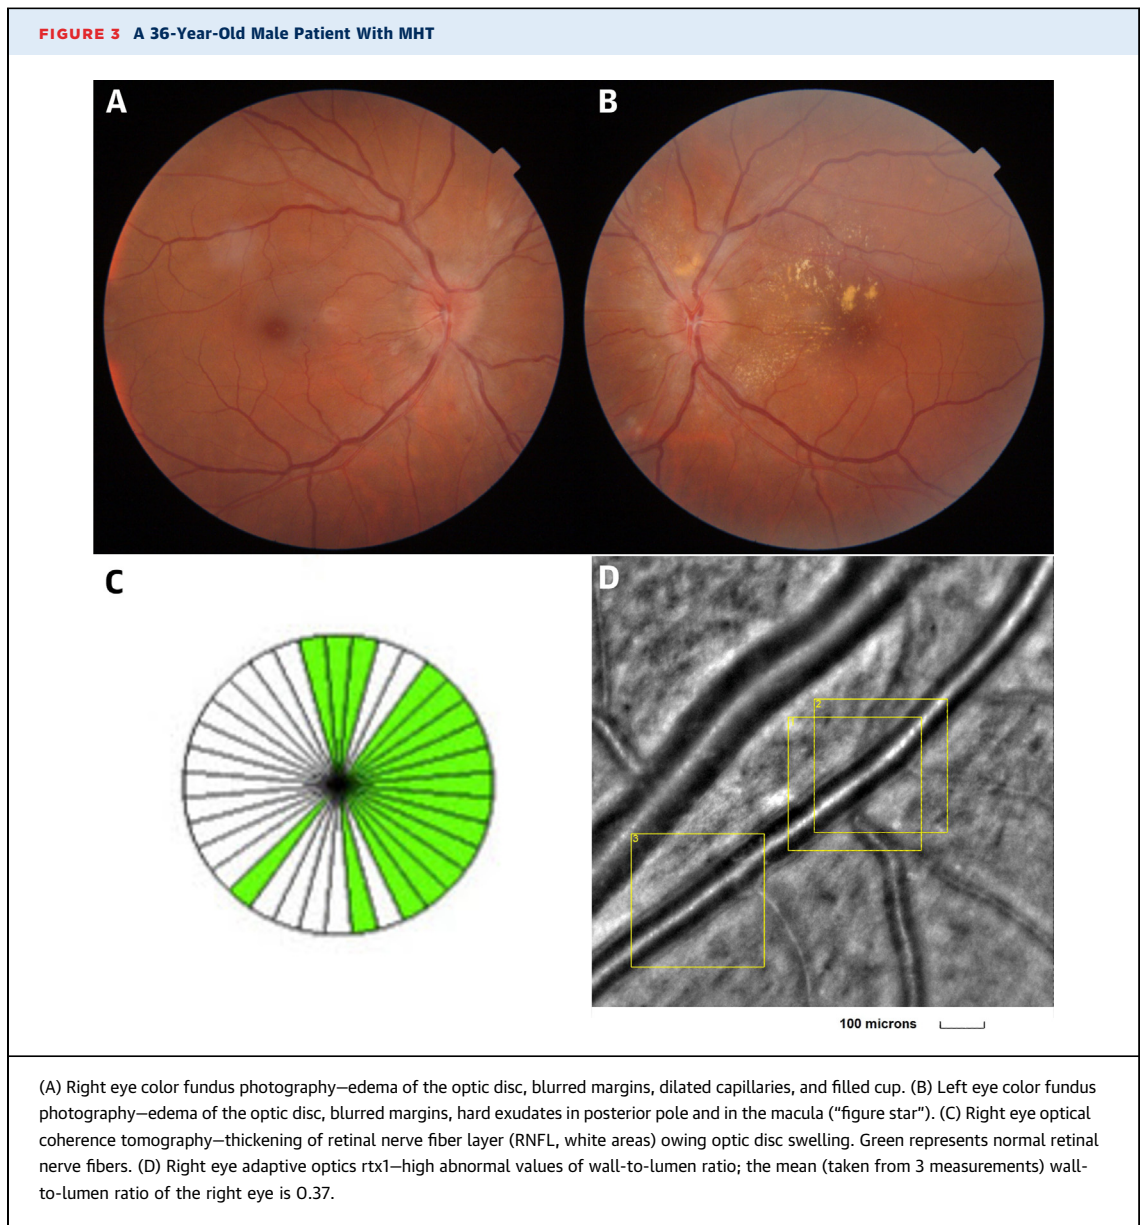 FIGURE 3 A 36-Year-Old Male Patient With MHT
A
B
C
D
2
3
100 microns
(A) Right eye color fundus photography—edema of the optic disc, blurred margins, dilated capillaries, and filled cup. (B) Left eye color fundus
photography—edema of the optic disc, blurred margins, hard exudates in posterior pole and in the macula (“figure star”). (C) Right eye optical
coherence tomography—thickening of retinal nerve fiber layer (RNFL, white areas) owing optic disc swelling. Green represents normal retinal
nerve fibers. (D) Right eye adaptive optics rtx1—high abnormal values of wall-to-lumen ratio; the mean (taken from 3 measurements) wall-
to-lumen ratio of the right eye is 0.37.